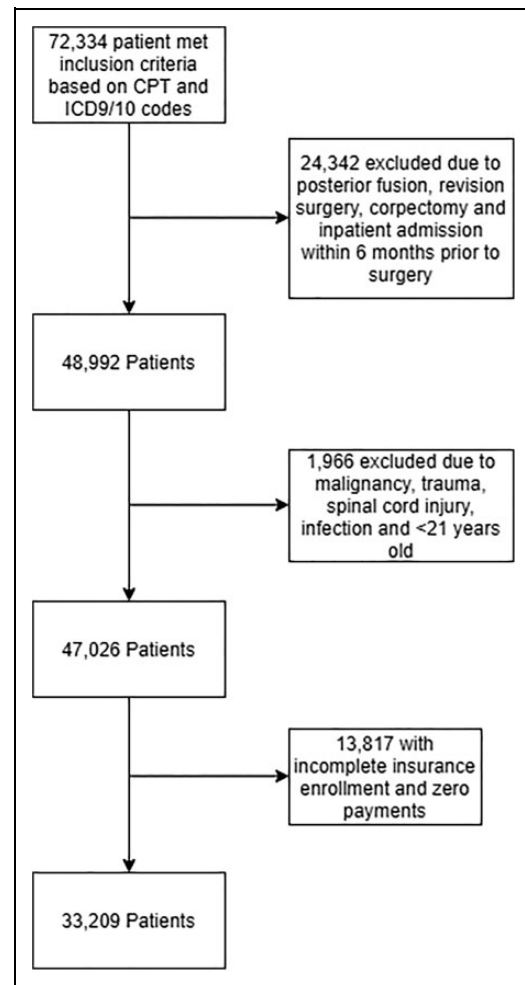 72,334 patient met
inclusion criteria
based on CPT and
ICD9/10 codes
24,342 excluded due to
posterior fusion, revision
surgery, corpectomy and
inpatient admission
within 6 months prior to
surgery
48,992 Patients
1,966 excluded due to
malignancy, trauma,
spinal cord injury,
infection and <21 years
old
47,026 Patients
13,817 with
incomplete insurance
enrollment and zero
payments
33,209 Patients